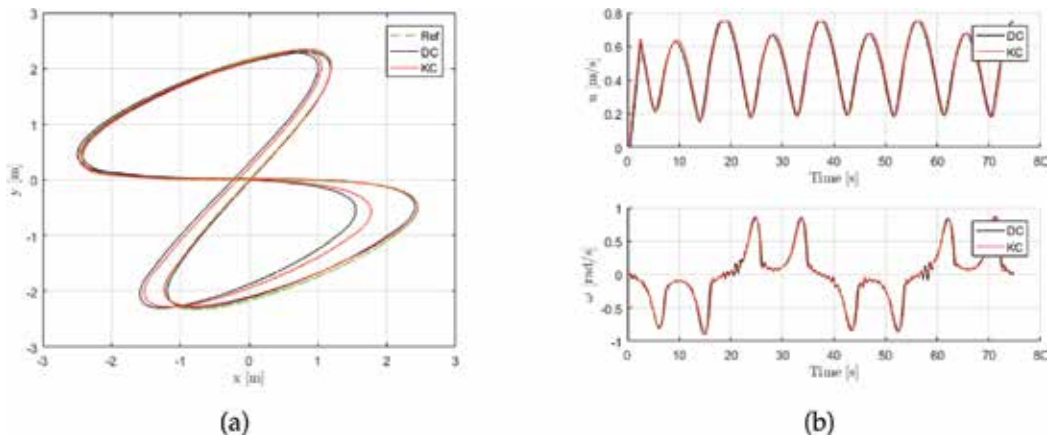 3
2
1
0
-1
-2
-3
y [m]
-3 -2 -1 0 1 2 3
x [m]
Ref
DC
KC
(a)
0.8
0.6
0.4
0.2
0
u [m/s]
0 10 20 30 40 50 60 70 80
Time [s]
DC
KC
1
0.5
0
-0.5
-1
ω [rad/s]
0 10 20 30 40 50 60 70 80
Time [s]
DC
KC
(b)